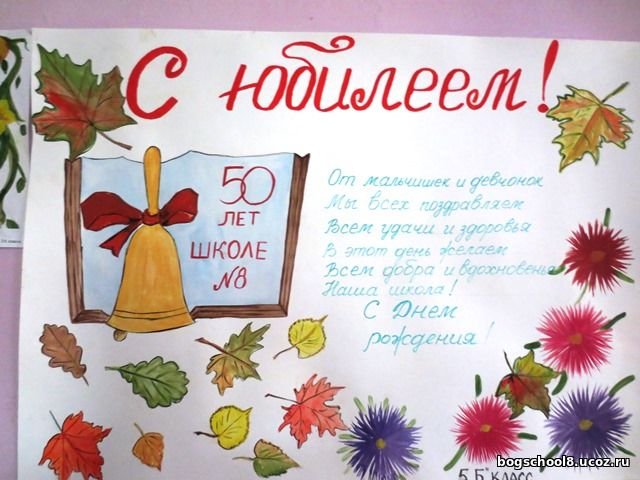 С юбилеем!
50
ЛЕТ
ШКОЛЕ
№8
От мальчишек и девчонок
Мы всех поздравляем
Всем удачи и здоровья
В этот день желаем
Всем добра и вдохновенья
Наша школа!
С Днем
рождения!
5 "Б" КЛАСС
bogschool8.ucoz.ru